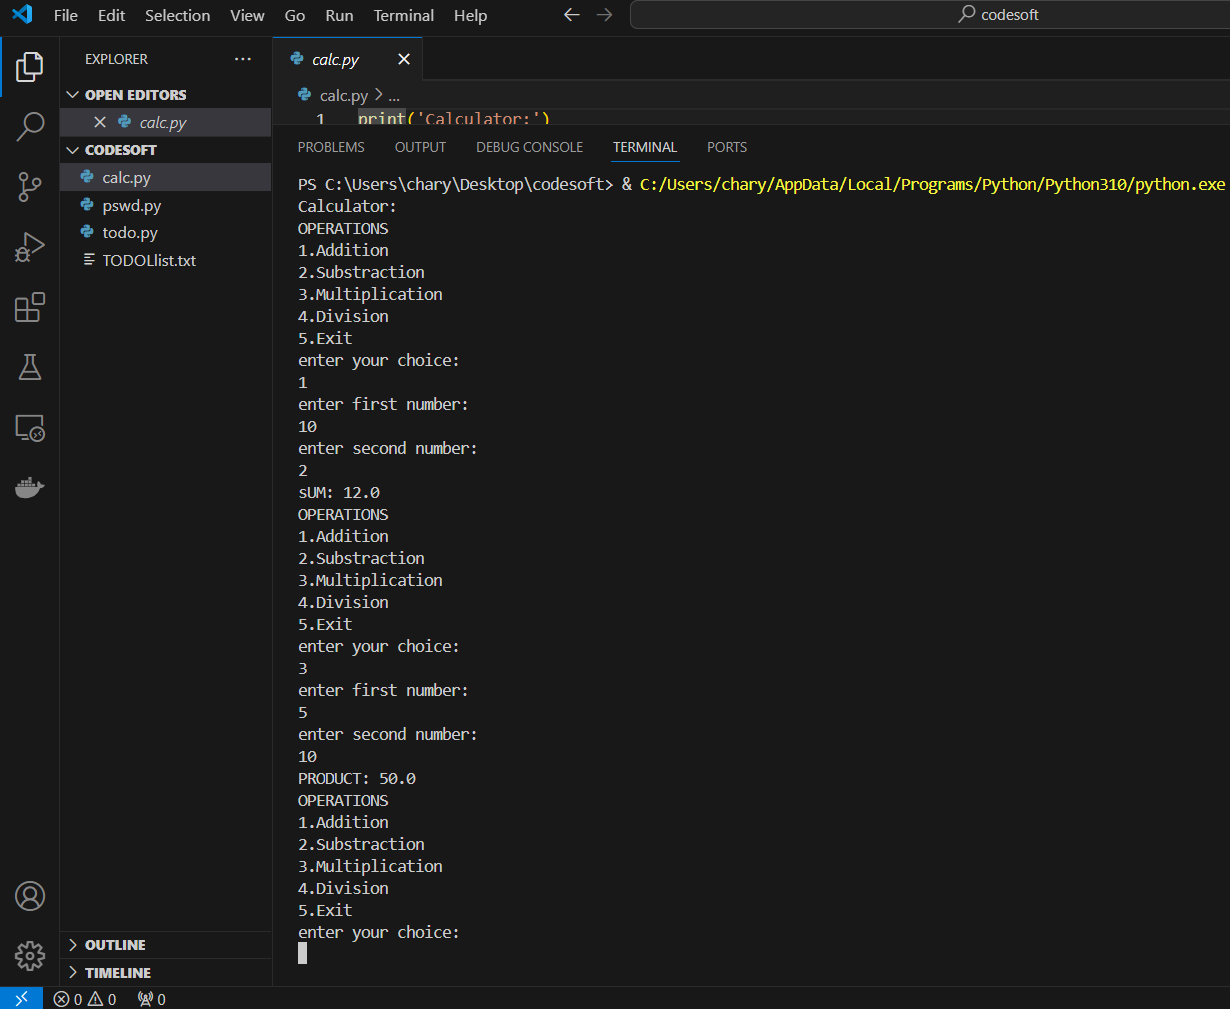 File Edit Selection View Go Run Terminal Help codesoft
EXPLORER
OPEN EDITORS
calc.py
CODESOFT
calc.py
pswd.py
todo.py
TODOLlist.txt
OUTLINE
TIMELINE
calc.py
calc.py > ...
1 print('Calculator:')
PROBLEMS OUTPUT DEBUG CONSOLE TERMINAL PORTS
PS C:\Users\chary\Desktop\codesoft> & C:/Users/chary/AppData/Local/Programs/Python/Python310/python.exe
Calculator:
OPERATIONS
1.Addition
2.Substraction
3.Multiplication
4.Division
5.Exit
enter your choice:
1
enter first number:
10
enter second number:
2
sUM: 12.0
OPERATIONS
1.Addition
2.Substraction
3.Multiplication
4.Division
5.Exit
enter your choice:
3
enter first number:
5
enter second number:
10
PRODUCT: 50.0
OPERATIONS
1.Addition
2.Substraction
3.Multiplication
4.Division
5.Exit
enter your choice:
0 0 0